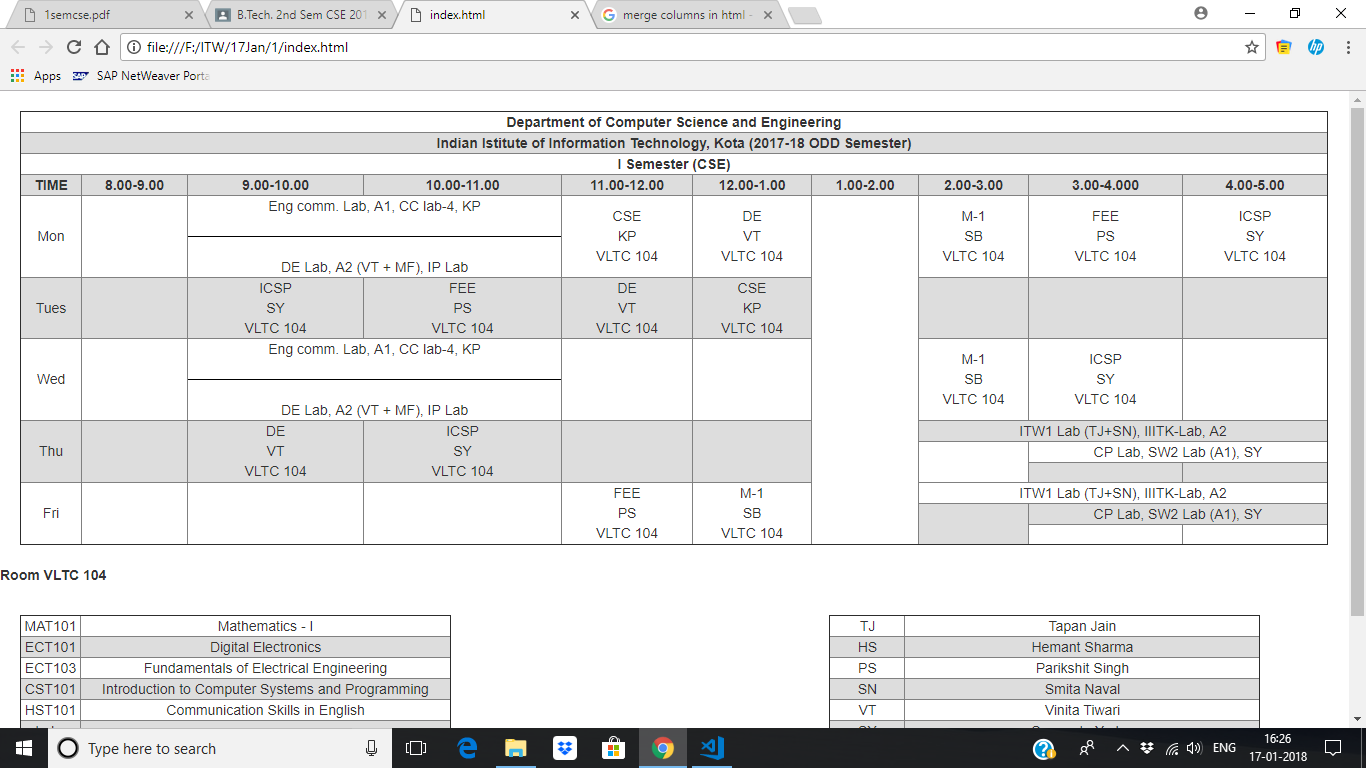 1semcse.pdf
B.Tech. 2nd Sem CSE 201
index.html
merge columns in html -
file:///F:/ITW/17Jan/1/index.html
Apps SAP NetWeaver Porta
Department of Computer Science and Engineering
Indian Istitute of Information Technology, Kota (2017-18 ODD Semester)
I Semester (CSE)
TIME 8.00-9.00 9.00-10.00 10.00-11.00 11.00-12.00 12.00-1.00 1.00-2.00 2.00-3.00 3.00-4.000 4.00-5.00
Eng comm. Lab, A1, CC lab-4, KP
CSE DE M-1 FEE ICSP
Mon KP VT SB PS SY
VLTC 104 VLTC 104 VLTC 104 VLTC 104 VLTC 104
DE Lab, A2 (VT + MF), IP Lab
ICSP FEE DE CSE
Tues SY PS VT KP
VLTC 104 VLTC 104 VLTC 104 VLTC 104
Eng comm. Lab, A1, CC lab-4, KP
M-1 ICSP
Wed SB SY
VLTC 104 VLTC 104
DE Lab, A2 (VT + MF), IP Lab
DE ICSP ITW1 Lab (TJ+SN), IIITK-Lab, A2
Thu VT SY CP Lab, SW2 Lab (A1), SY
VLTC 104 VLTC 104
FEE M-1 ITW1 Lab (TJ+SN), IIITK-Lab, A2
Fri PS SB CP Lab, SW2 Lab (A1), SY
VLTC 104 VLTC 104
Room VLTC 104
MAT101 Mathematics - I
ECT101 Digital Electronics
ECT103 Fundamentals of Electrical Engineering
CST101 Introduction to Computer Systems and Programming
HST101 Communication Skills in English
TJ Tapan Jain
HS Hemant Sharma
PS Parikshit Singh
SN Smita Naval
VT Vinita Tiwari
Type here to search
ENG
16:26
17-01-2018